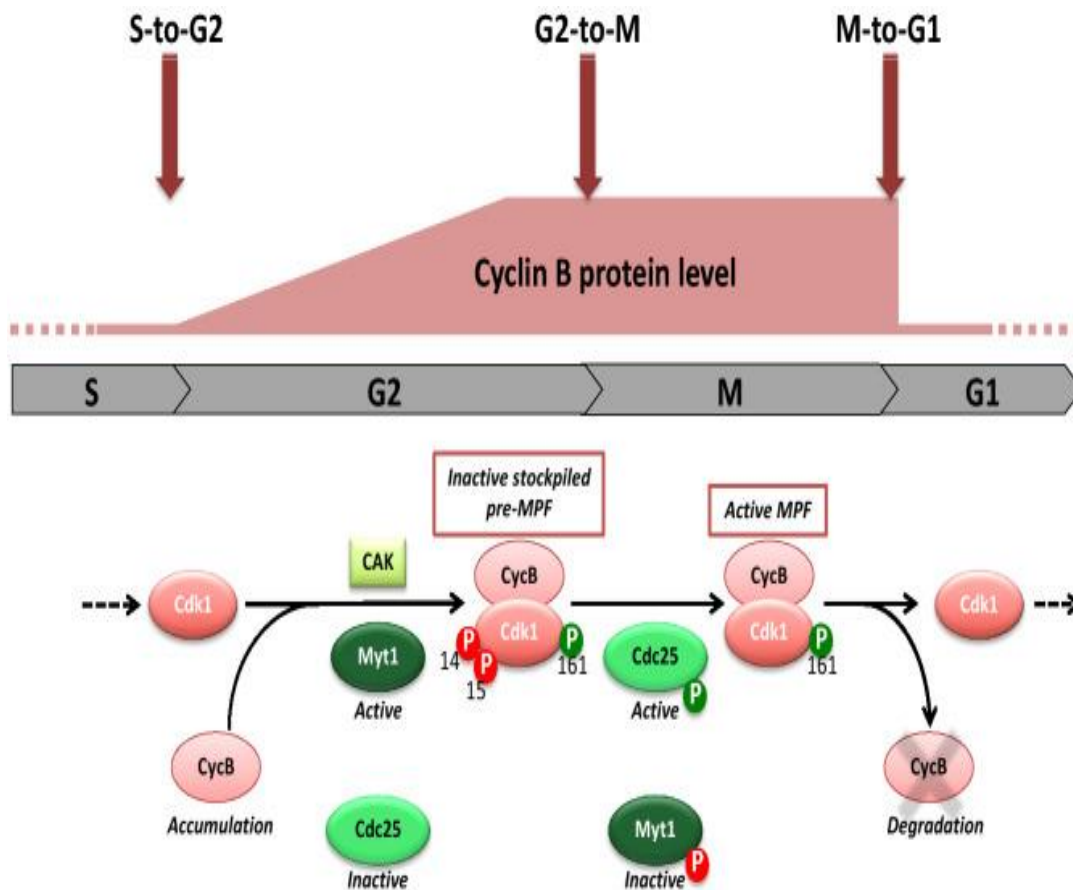 S-to-G2 G2-to-M M-to-G1
Cyclin B protein level
S G2 M G1
Inactive stockpiled
pre-MPF
Active MPF
CAK
CycB
CycB
Cdk1
Cdk1
Cdk1
Cdk1
P
P
P
P
14
15
161
161
Myt1
Active
Cdc25
P
Active
CycB
Accumulation
CycB
Degradation
Cdc25
Inactive
Myt1
P
Inactive